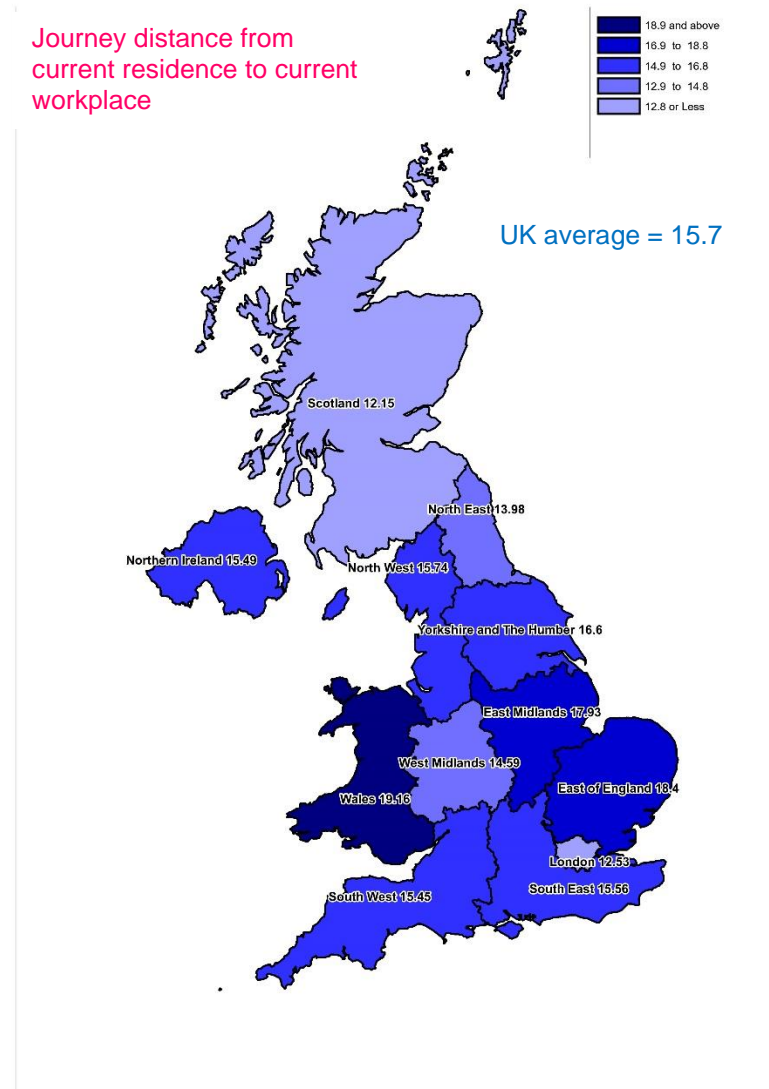 Journey distance from
current residence to current
workplace
18.9 and above
16.9 to 18.8
14.9 to 16.8
12.9 to 14.8
12.8 or Less
UK average = 15.7
Scotland 12.15
North East 13.98
Northern Ireland 15.49
North West 15.74
Yorkshire and The Humber 16.6
East Midlands 17.93
West Midlands 14.59
East of England 18.4
Wales 19.16
London 12.53
South East 15.56
South West 15.45